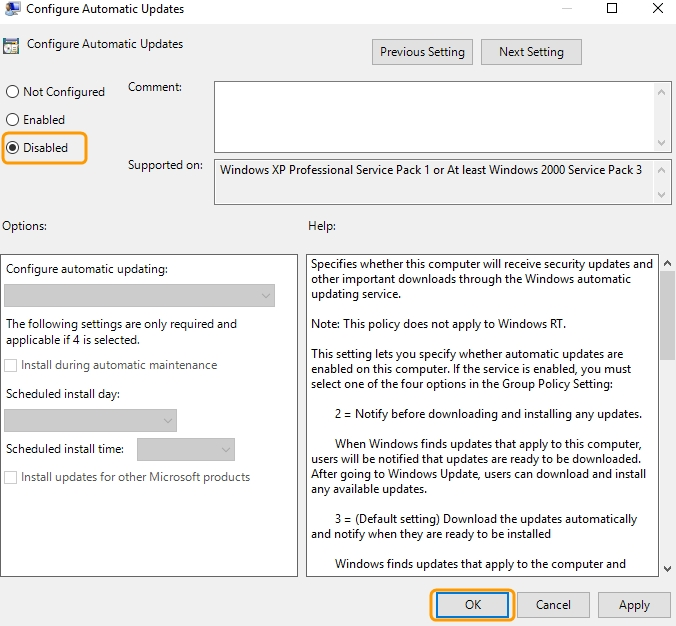 Configure Automatic Updates
Configure Automatic Updates
Previous Setting
Next Setting
Not Configured
Enabled
Disabled
Comment:
Supported on:
Windows XP Professional Service Pack 1 or At least Windows 2000 Service Pack 3
Options:
Help:
Configure automatic updating:
The following settings are only required and
applicable if 4 is selected.
Install during automatic maintenance
Scheduled install day:
Scheduled install time:
Install updates for other Microsoft products
Specifies whether this computer will receive security updates and
other important downloads through the Windows automatic
updating service.
Note: This policy does not apply to Windows RT.
This setting lets you specify whether automatic updates are
enabled on this computer. If the service is enabled, you must
select one of the four options in the Group Policy Setting:
2 = Notify before downloading and installing any updates.
When Windows finds updates that apply to this computer,
users will be notified that updates are ready to be downloaded.
After going to Windows Update, users can download and install
any available updates.
3 = (Default setting) Download the updates automatically
and notify when they are ready to be installed
Windows finds updates that apply to the computer and
OK
Cancel
Apply